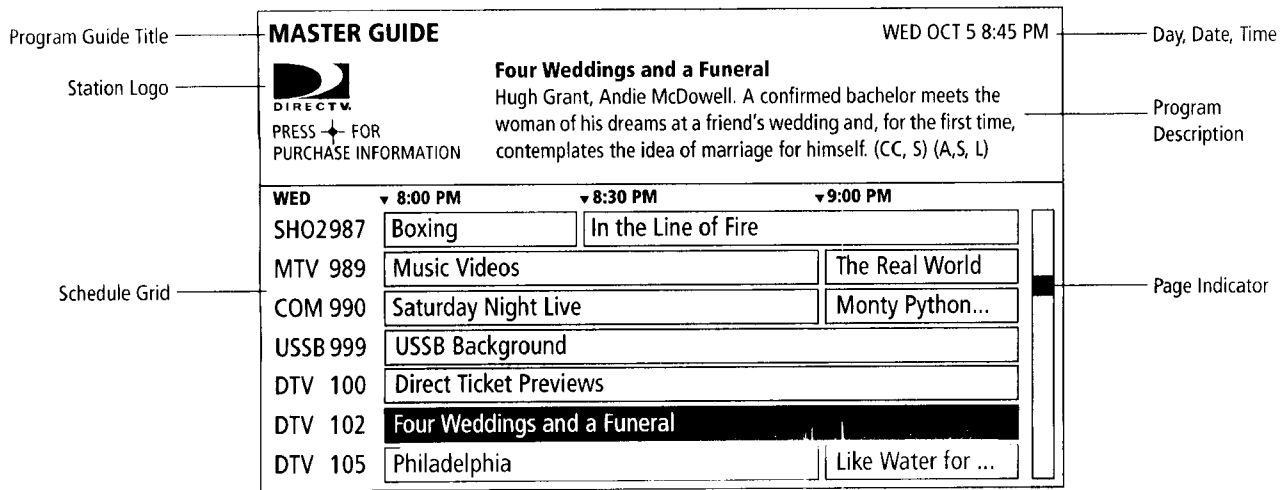 Program Guide Title
MASTER GUIDE
WED OCT 5 8:45 PM
Day, Date, Time
Station Logo
DIRECTV.
PRESS FOR
PURCHASE INFORMATION
Four Weddings and a Funeral
Hugh Grant, Andie McDowell. A confirmed bachelor meets the
woman of his dreams at a friend's wedding and, for the first time,
contemplates the idea of marriage for himself. (CC, S) (A,S, L)
Program
Description
WED 8:00 PM 8:30 PM 9:00 PM
SHO2987 Boxing In the Line of Fire
MTV 989 Music Videos The Real World
Schedule Grid
COM 990 Saturday Night Live Monty Python...
Page Indicator
USSB 999 USSB Background
DTV 100 Direct Ticket Previews
DTV 102 Four Weddings and a Funeral
DTV 105 Philadelphia Like Water for ...